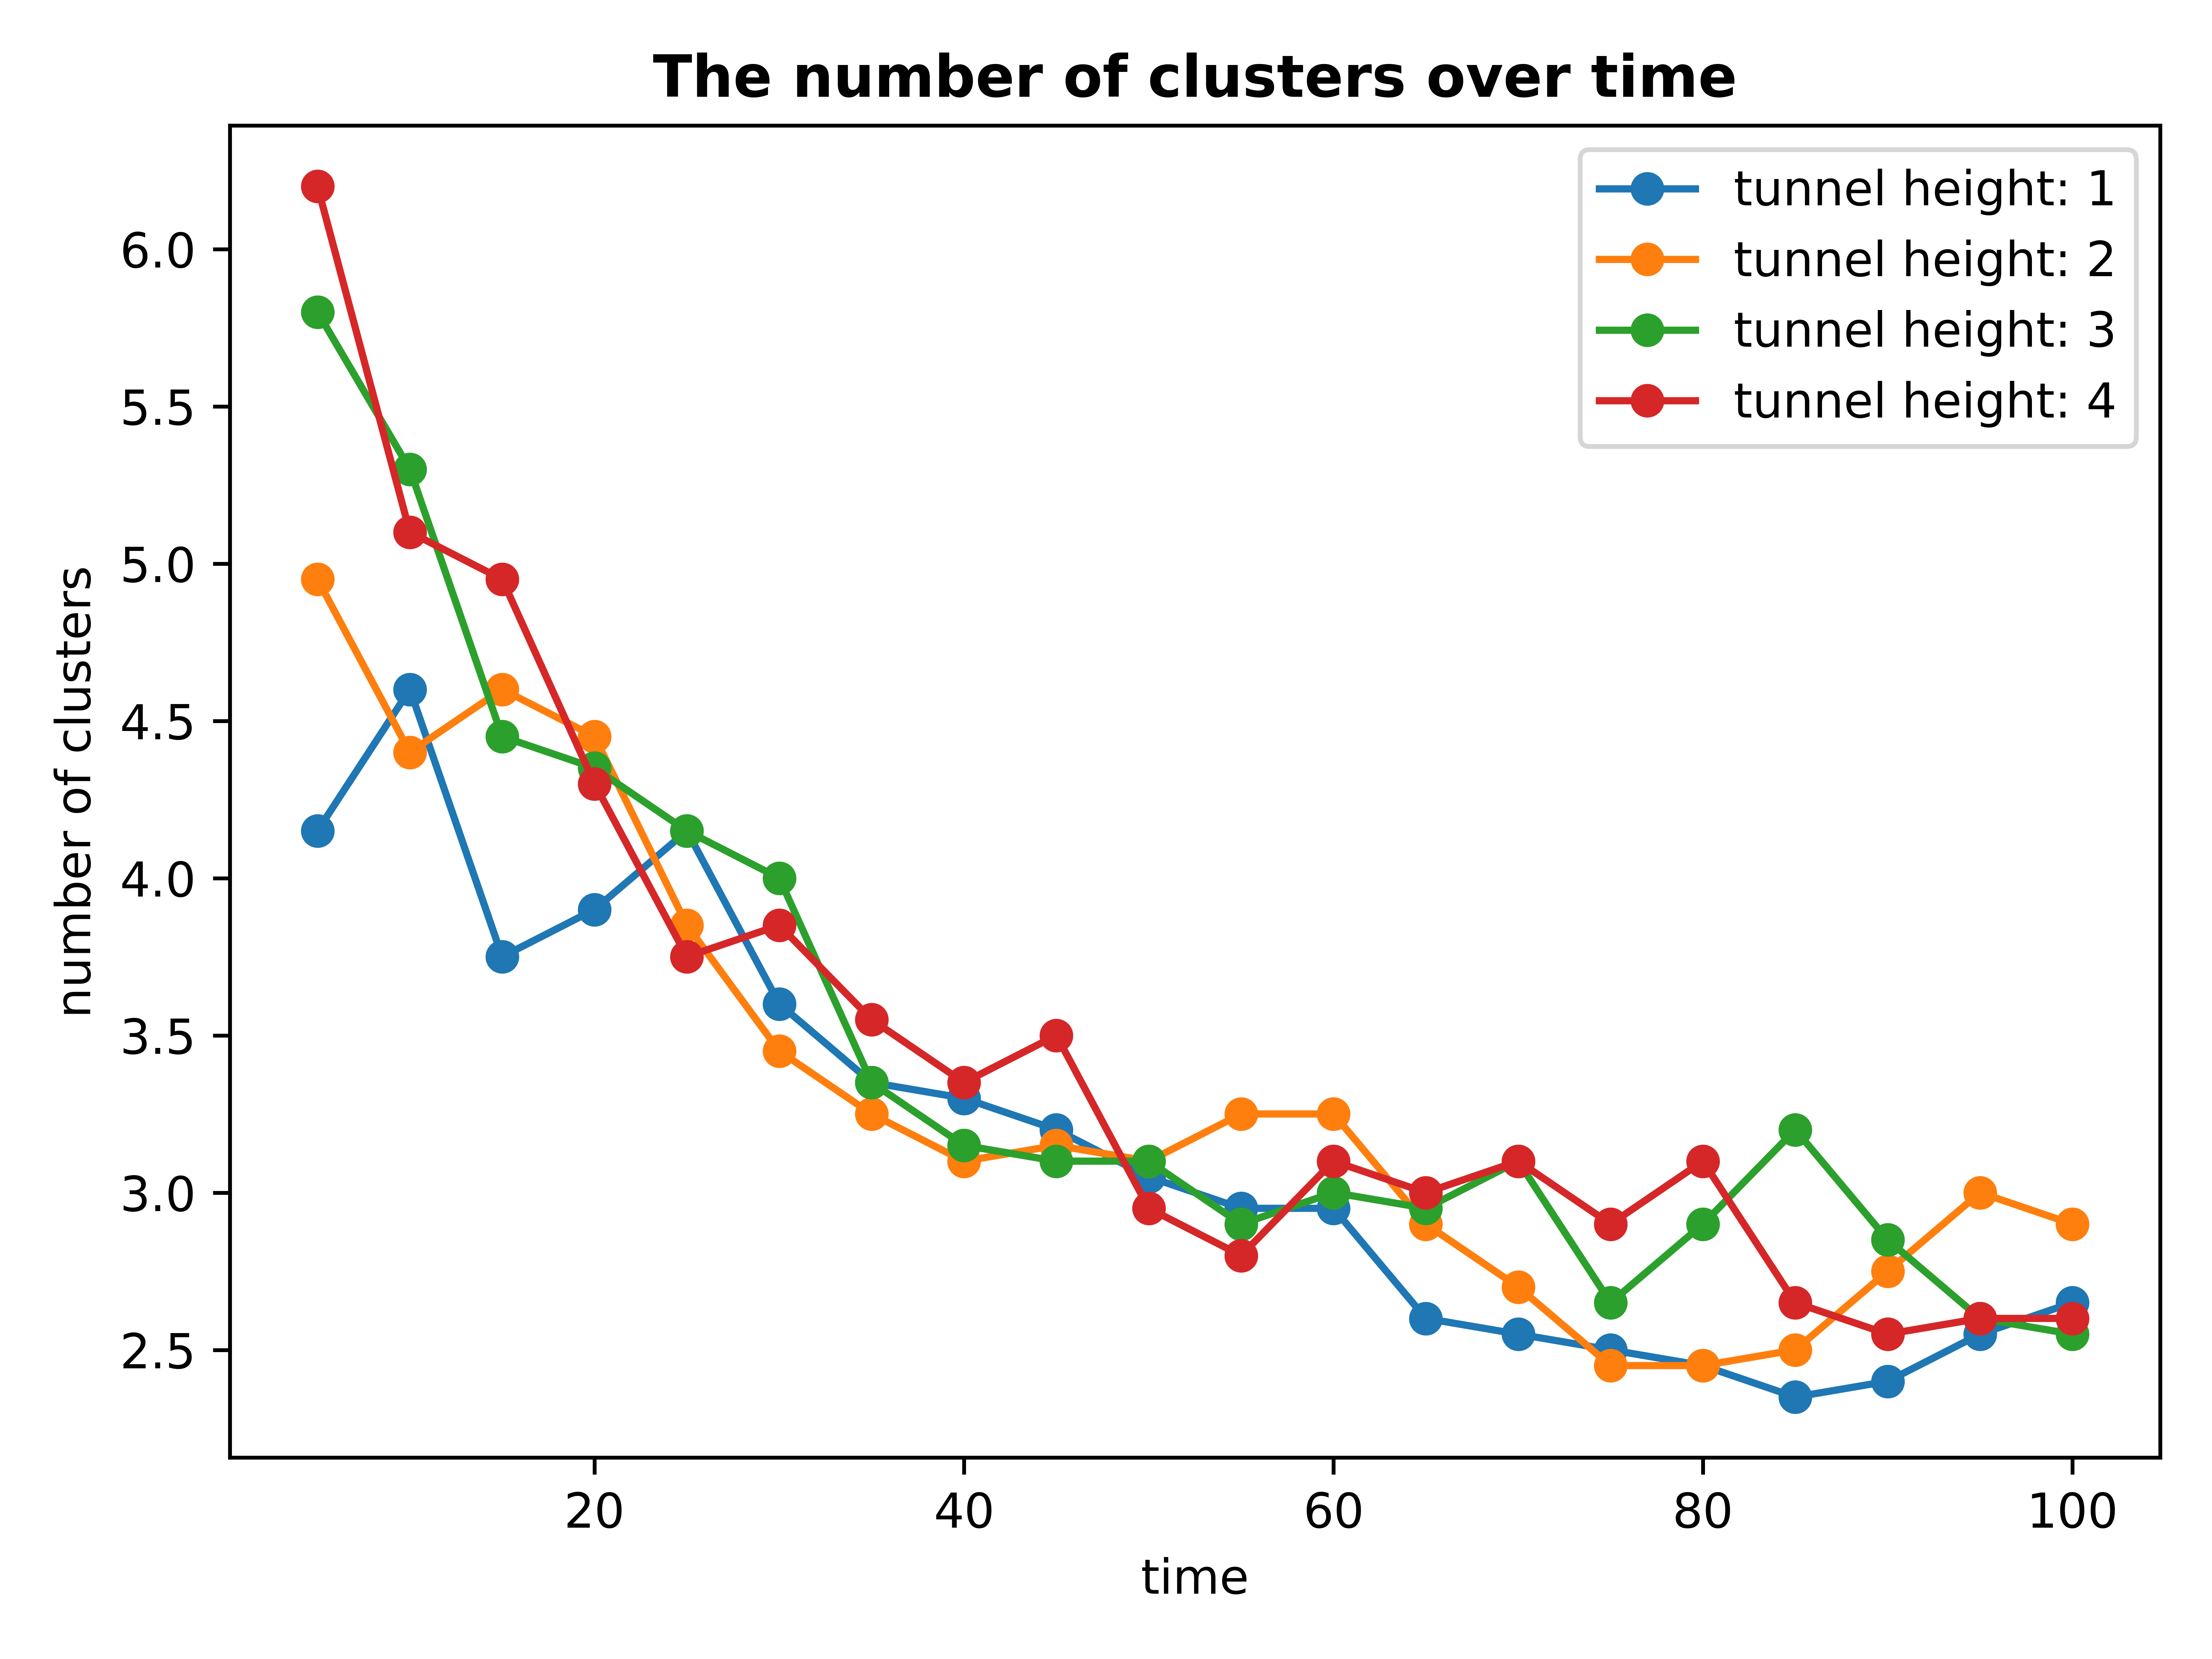 The number of clusters over time
tunnel height: 1
tunnel height: 2
tunnel height: 3
tunnel height: 4
6.0
5.5
5.0
4.5
4.0
3.5
3.0
2.5
number of clusters
20 40 60 80 100
time